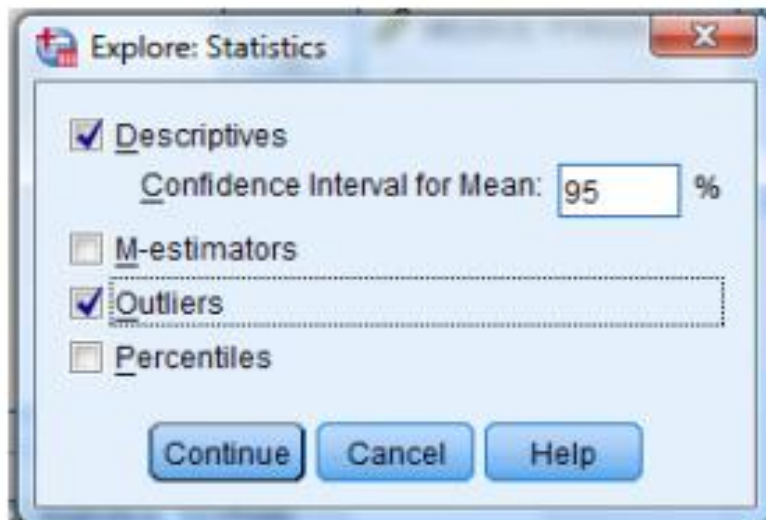 Explore: Statistics
Descriptives
Confidence Interval for Mean: 95 %
M-estimators
Outliers
Percentiles
Continue Cancel Help